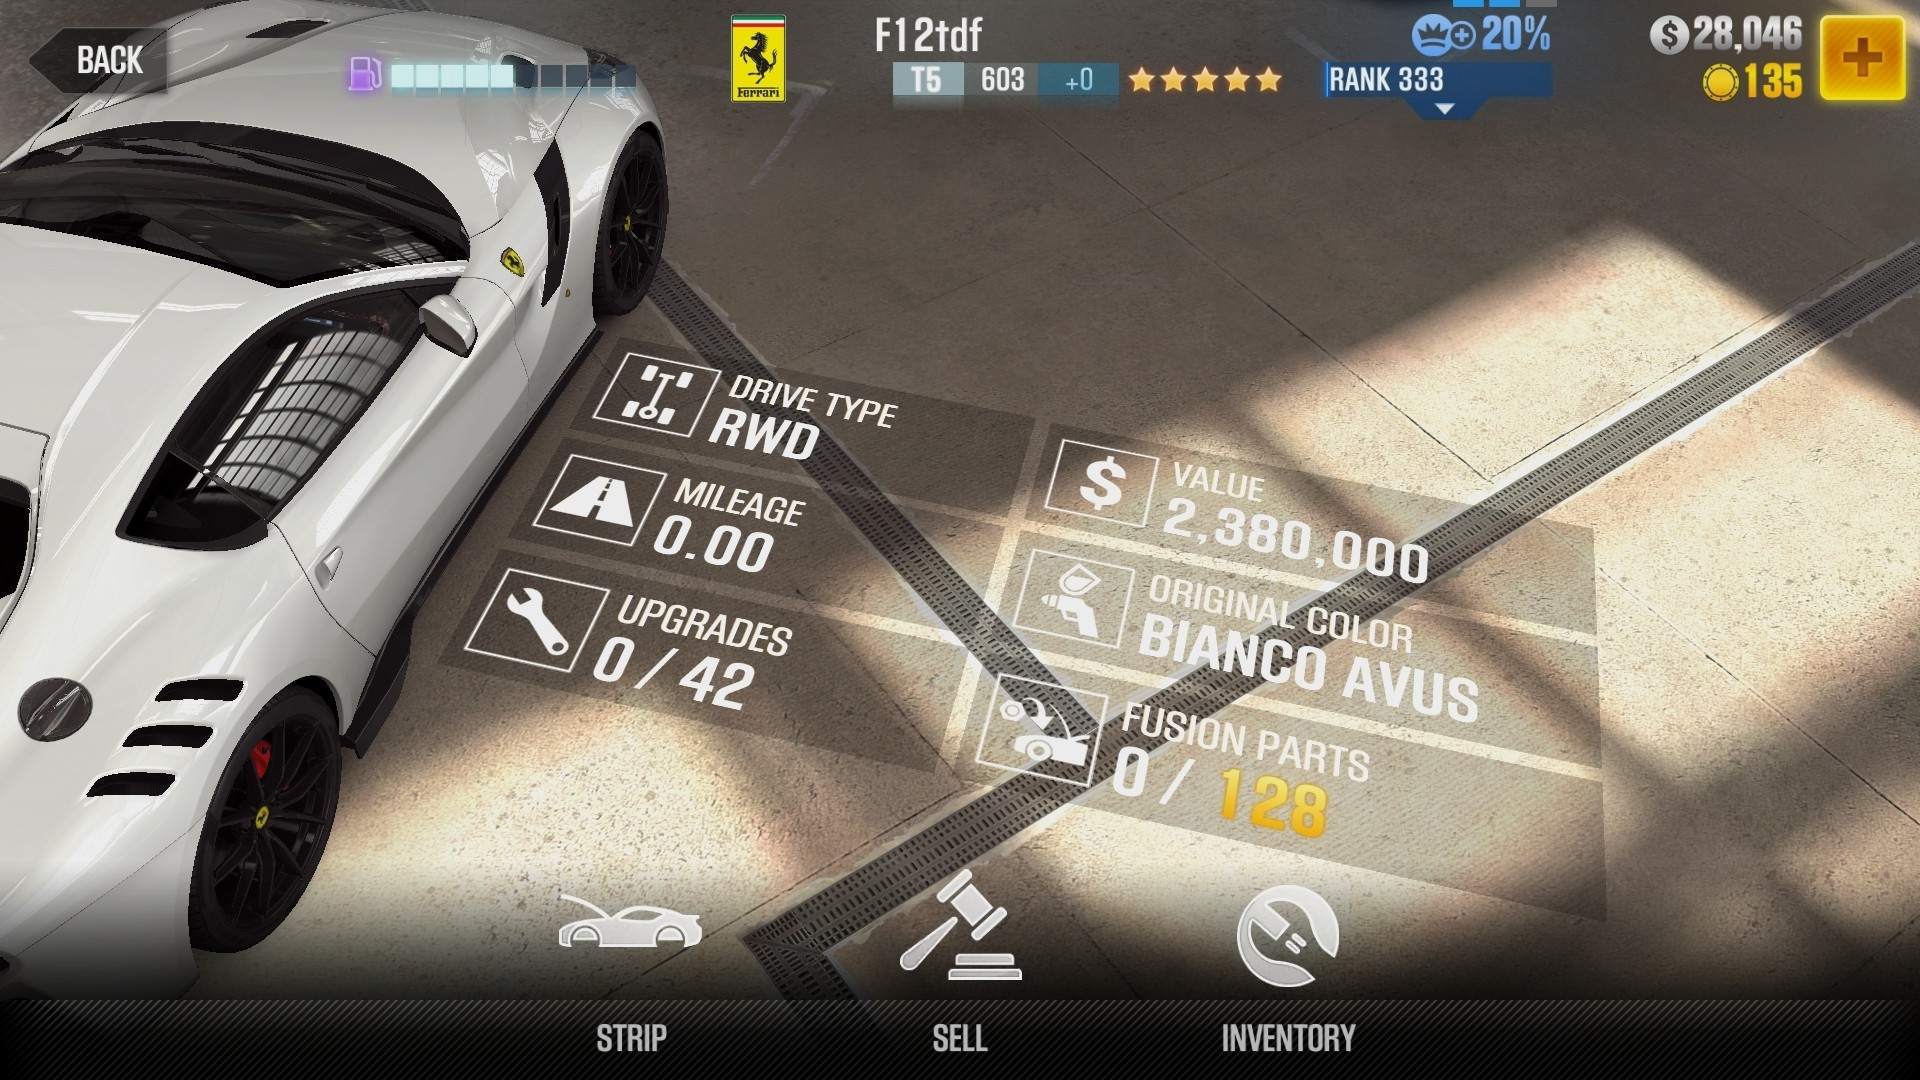 BACK
Ferrari
F12tdf
T5 603 +0
20%
RANK 333
$ 28,046
135
DRIVE TYPE
RWD
MILEAGE
0.00
UPGRADES
0 / 42
$ VALUE
2,380,000
ORIGINAL COLOR
BIANCO AVUS
FUSION PARTS
0 / 128
STRIP
SELL
INVENTORY